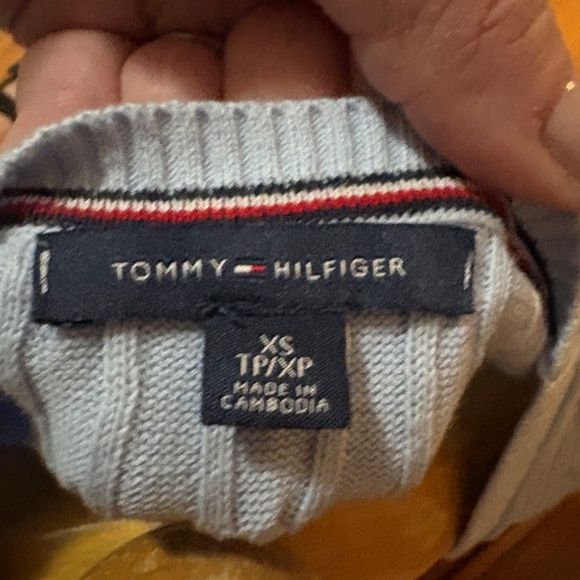 TOMMY HILFIGER
XS
TP/XP
MADE IN
CAMBODIA